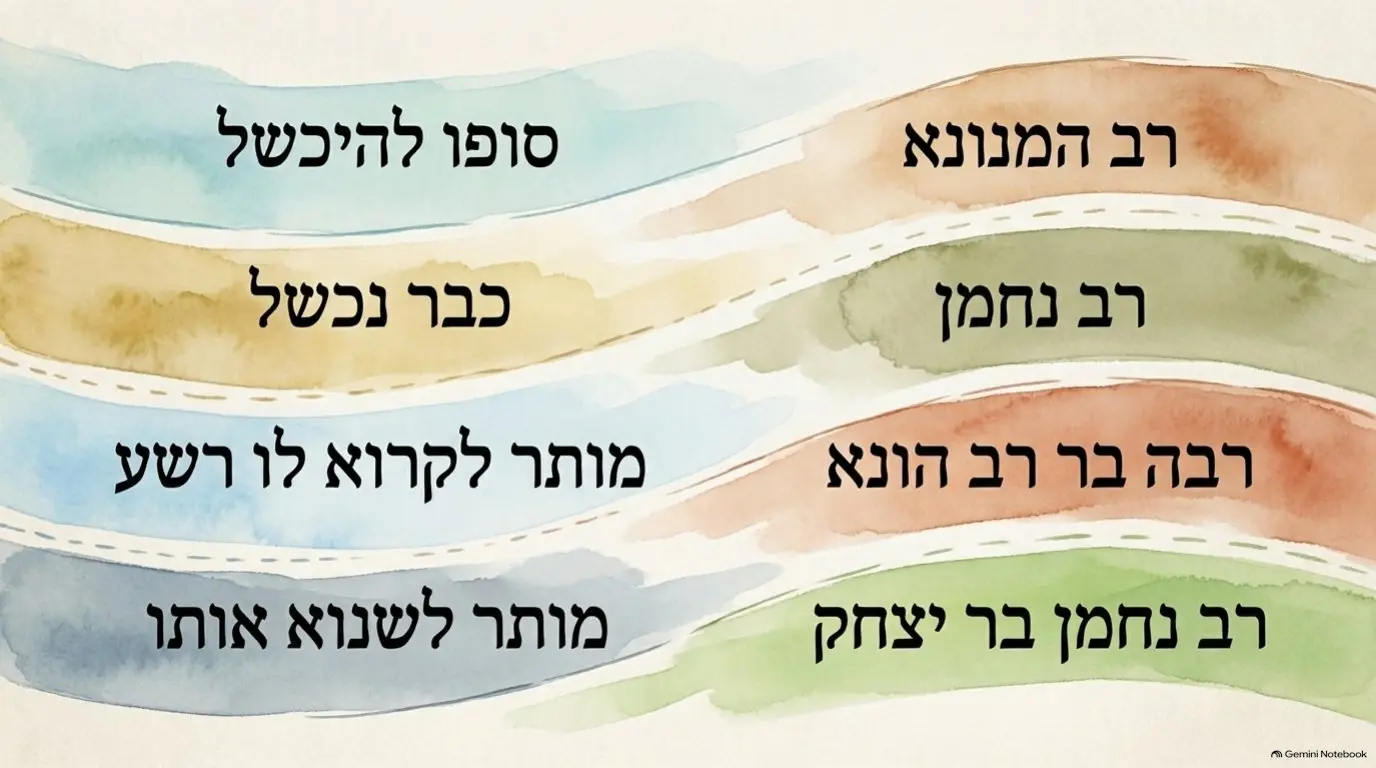 רב המנונא סופו להיכשל
רב נחמן כבר נכשל
רבה בר רב הונא מותר לקרוא לו רשע
רב נחמן בר יצחק מותר לשנוא אותו
Gemini Notebook